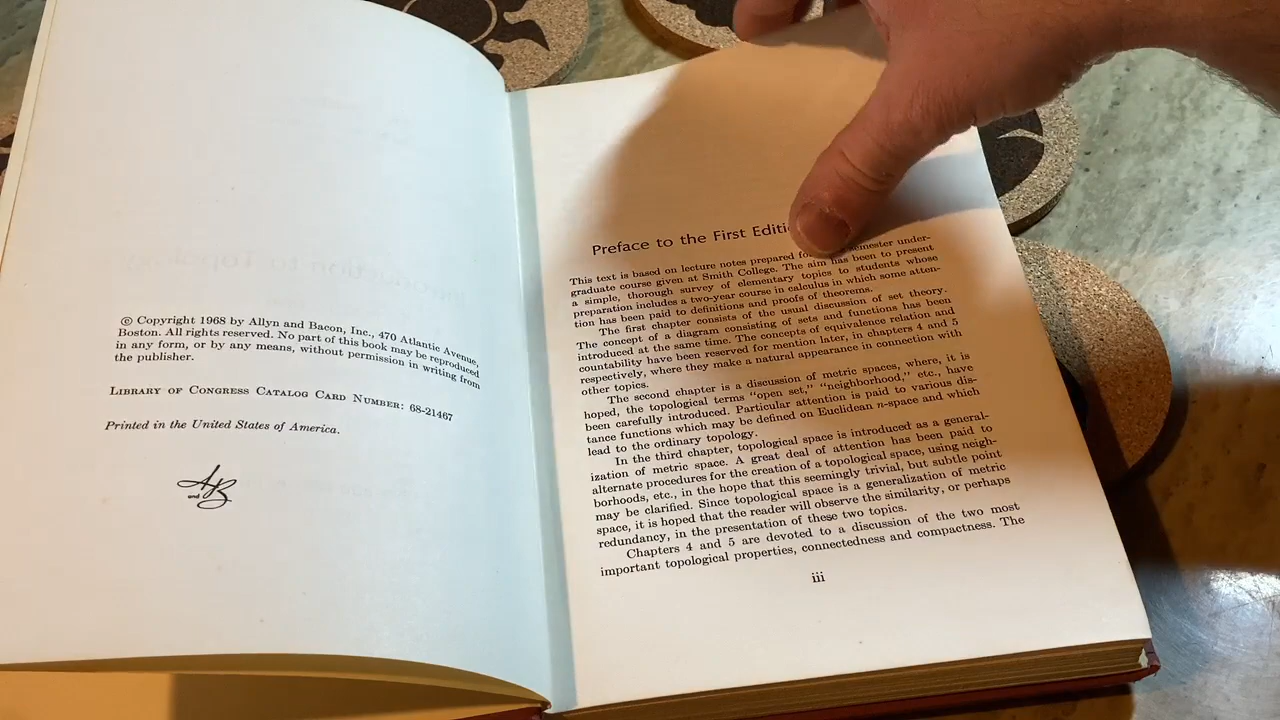 © Copyright 1968 by Allyn and Bacon, Inc., 470 Atlantic Avenue,
Boston. All rights reserved. No part of this book may be reproduced
in any form, or by any means, without permission in writing from
the publisher.
Library of Congress Catalog Card Number: 68-21467
Printed in the United States of America.
and
Preface to the First Editi
This text is based on lecture notes prepared for semester under-
graduate course given at Smith College. The aim has been to present
a simple, thorough survey of elementary topics to students whose
preparation includes a two-year course in calculus in which some atten-
tion has been paid to definitions and proofs of theorems.
The first chapter consists of the usual discussion of set theory.
The concept of a diagram consisting of sets and functions has been
introduced at the same time. The concepts of equivalence relation and
countability have been reserved for mention later, in chapters 4 and 5
respectively, where they make a natural appearance in connection with
other topics.
The second chapter is a discussion of metric spaces, where, it is
hoped, the topological terms "open set," "neighborhood," etc., have
been carefully introduced. Particular attention is paid to various dis-
tance functions which may be defined on Euclidean n-space and which
lead to the ordinary topology.
In the third chapter, topological space is introduced as a general-
ization of metric space. A great deal of attention has been paid to
alternate procedures for the creation of a topological space, using neigh-
borhoods, etc., in the hope that this seemingly trivial, but subtle point
may be clarified. Since topological space is a generalization of metric
space, it is hoped that the reader will observe the similarity, or perhaps
redundancy, in the presentation of these two topics.
Chapters 4 and 5 are devoted to a discussion of the two most
important topological properties, connectedness and compactness. The
iii